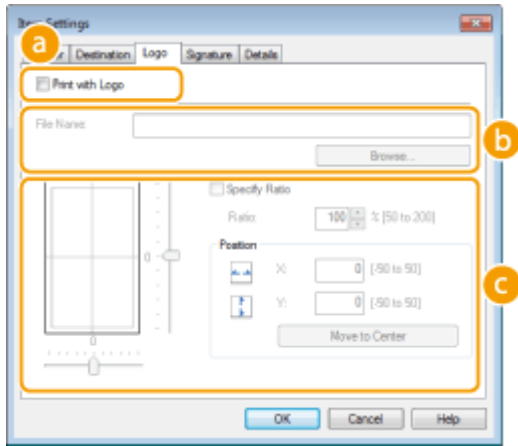 Item Settings
a
Destination Logo Signature Details
Print with Logo
File Name:
Browse...
b
Specify Ratio
Ratio: 100 % [50 to 200]
Position
0 X: 0 [-50 to 50]
c
Y: 0 [-50 to 50]
0 Move to Center
OK Cancel Help